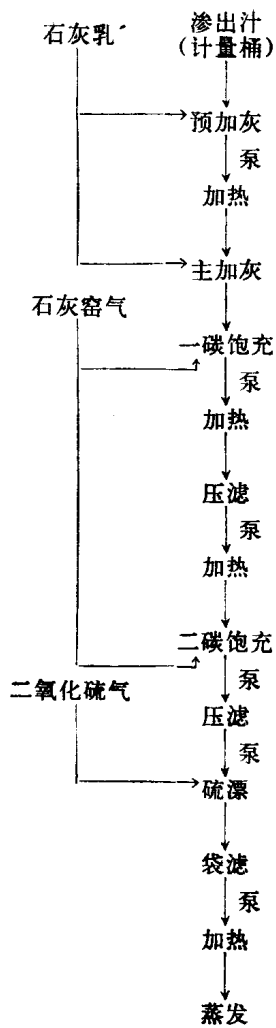 石灰乳
渗出汁
(计量桶)
预加灰
泵
加热
主加灰
石灰窑气
一碳饱充
泵
加热
压滤
泵
加热
二碳饱充
泵
二氧化硫气
压滤
泵
硫漂
袋滤
泵
加热
蒸发